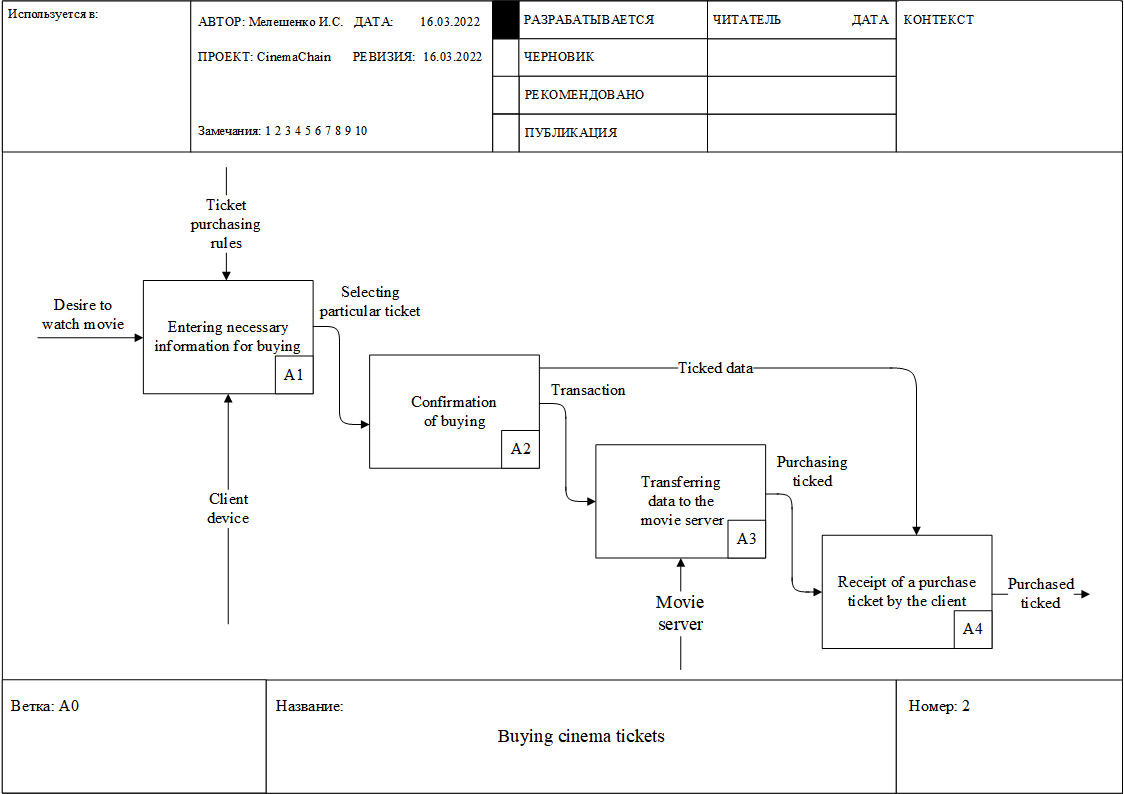 Используется в:
АВТОР: Мелешенко И.С. ДАТА: 16.03.2022
ПРОЕКТ: CinemaChain РЕВИЗИЯ: 16.03.2022
Замечания: 1 2 3 4 5 6 7 8 9 10
РАЗРАБАТЫВАЕТСЯ
ЧЕРНОВИК
РЕКОМЕНДОВАНО
ПУБЛИКАЦИЯ
ЧИТАТЕЛЬ ДАТА
КОНТЕКСТ
Ticket
purchasing
rules
Desire to
watch movie
Entering necessary
information for buying
A1
Selecting
particular ticket
Client
device
Confirmation
of buying
A2
Ticked data
Transaction
Transferring
data to the
movie server
A3
Purchasing
ticked
Movie
server
Receipt of a purchase
ticket by the client
A4
Purchased
ticked
Ветка: A0
Название:
Buying cinema tickets
Номер: 2